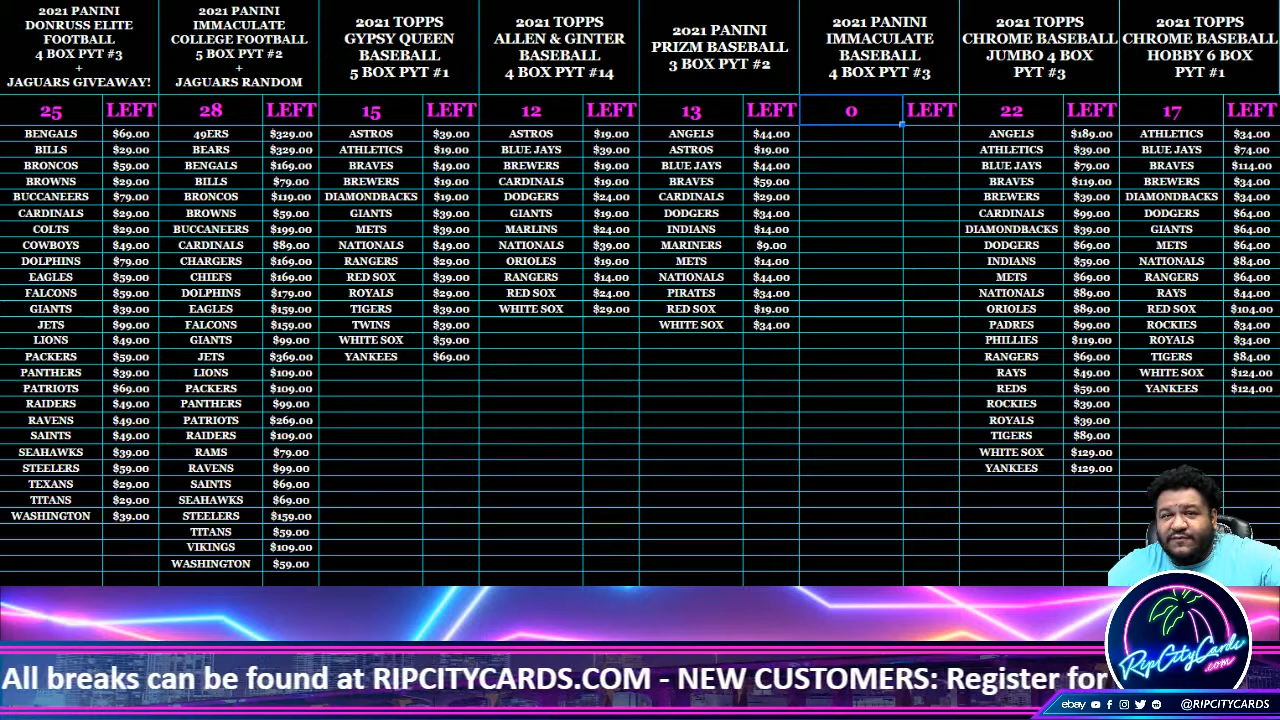 2021 PANINI
DONRUSS ELITE
FOOTBALL
4 BOX PYT #3
+
JAGUARS GIVEAWAY!
25 LEFT
BENGALS $69.00
BILLS $29.00
BRONCOS $59.00
BROWNS $29.00
BUCCANEERS $79.00
CARDINALS $29.00
COLTS $29.00
COWBOYS $49.00
DOLPHINS $79.00
EAGLES $59.00
FALCONS $59.00
GIANTS $39.00
JETS $99.00
LIONS $49.00
PACKERS $59.00
PANTHERS $39.00
PATRIOTS $69.00
RAIDERS $49.00
RAVENS $49.00
SAINTS $49.00
SEAHAWKS $39.00
STEELERS $59.00
TEXANS $29.00
TITANS $29.00
WASHINGTON $39.00
2021 PANINI
IMMACULATE
COLLEGE FOOTBALL
5 BOX PYT #2
+
JAGUARS RANDOM
28 LEFT
49ERS $329.00
BEARS $329.00
BENGALS $169.00
BILLS $79.00
BRONCOS $119.00
BROWNS $59.00
BUCCANEERS $199.00
CARDINALS $89.00
CHARGERS $169.00
CHIEFS $169.00
DOLPHINS $179.00
EAGLES $159.00
FALCONS $159.00
GIANTS $99.00
JETS $369.00
LIONS $109.00
PACKERS $109.00
PANTHERS $99.00
PATRIOTS $269.00
RAIDERS $109.00
RAMS $79.00
RAVENS $99.00
SAINTS $69.00
SEAHAWKS $69.00
STEELERS $159.00
TITANS $59.00
VIKINGS $109.00
WASHINGTON $59.00
2021 TOPPS
GYPSY QUEEN
BASEBALL
5 BOX PYT #1
15 LEFT
ASTROS $39.00
ATHLETICS $19.00
BRAVES $49.00
BREWERS $19.00
DIAMONDBACKS $19.00
GIANTS $39.00
METS $39.00
NATIONALS $49.00
RANGERS $29.00
RED SOX $39.00
ROYALS $29.00
TIGERS $39.00
TWINS $39.00
WHITE SOX $59.00
YANKEES $69.00
2021 TOPPS
ALLEN & GINTER
BASEBALL
4 BOX PYT #14
12 LEFT
ASTROS $19.00
BLUE JAYS $39.00
BREWERS $19.00
CARDINALS $19.00
DODGERS $24.00
GIANTS $19.00
MARLINS $24.00
NATIONALS $39.00
ORIOLES $19.00
RANGERS $14.00
RED SOX $24.00
WHITE SOX $29.00
2021 PANINI
PRIZM BASEBALL
3 BOX PYT #2
13 LEFT
ANGELS $44.00
ASTROS $19.00
BLUE JAYS $44.00
BRAVES $59.00
CARDINALS $29.00
DODGERS $34.00
INDIANS $14.00
MARINERS $9.00
METS $14.00
NATIONALS $44.00
PIRATES $34.00
RED SOX $19.00
WHITE SOX $34.00
2021 PANINI
IMMACULATE
BASEBALL
4 BOX PYT #3
0 LEFT
2021 TOPPS
CHROME BASEBALL
JUMBO 4 BOX
PYT #3
22 LEFT
ANGELS $189.00
ATHLETICS $39.00
BLUE JAYS $79.00
BRAVES $119.00
BREWERS $39.00
CARDINALS $99.00
DIAMONDBACKS $39.00
DODGERS $69.00
INDIANS $59.00
METS $69.00
NATIONALS $89.00
ORIOLES $89.00
PADRES $99.00
PHILLIES $119.00
RANGERS $69.00
RAYS $49.00
REDS $59.00
ROCKIES $39.00
ROYALS $39.00
TIGERS $89.00
WHITE SOX $129.00
YANKEES $129.00
2021 TOPPS
CHROME BASEBALL
HOBBY 6 BOX
PYT #1
17 LEFT
ATHLETICS $34.00
BLUE JAYS $74.00
BRAVES $114.00
BREWERS $34.00
DIAMONDBACKS $34.00
DODGERS $64.00
GIANTS $64.00
METS $64.00
NATIONALS $84.00
RANGERS $64.00
RAYS $44.00
RED SOX $104.00
ROCKIES $34.00
ROYALS $34.00
TIGERS $84.00
WHITE SOX $124.00
YANKEES $124.00
All breaks can be found at RIPCITYCARDS.COM - NEW CUSTOMERS: Register for
RipCityCards
.com
ebay @RIPCITYCARDS